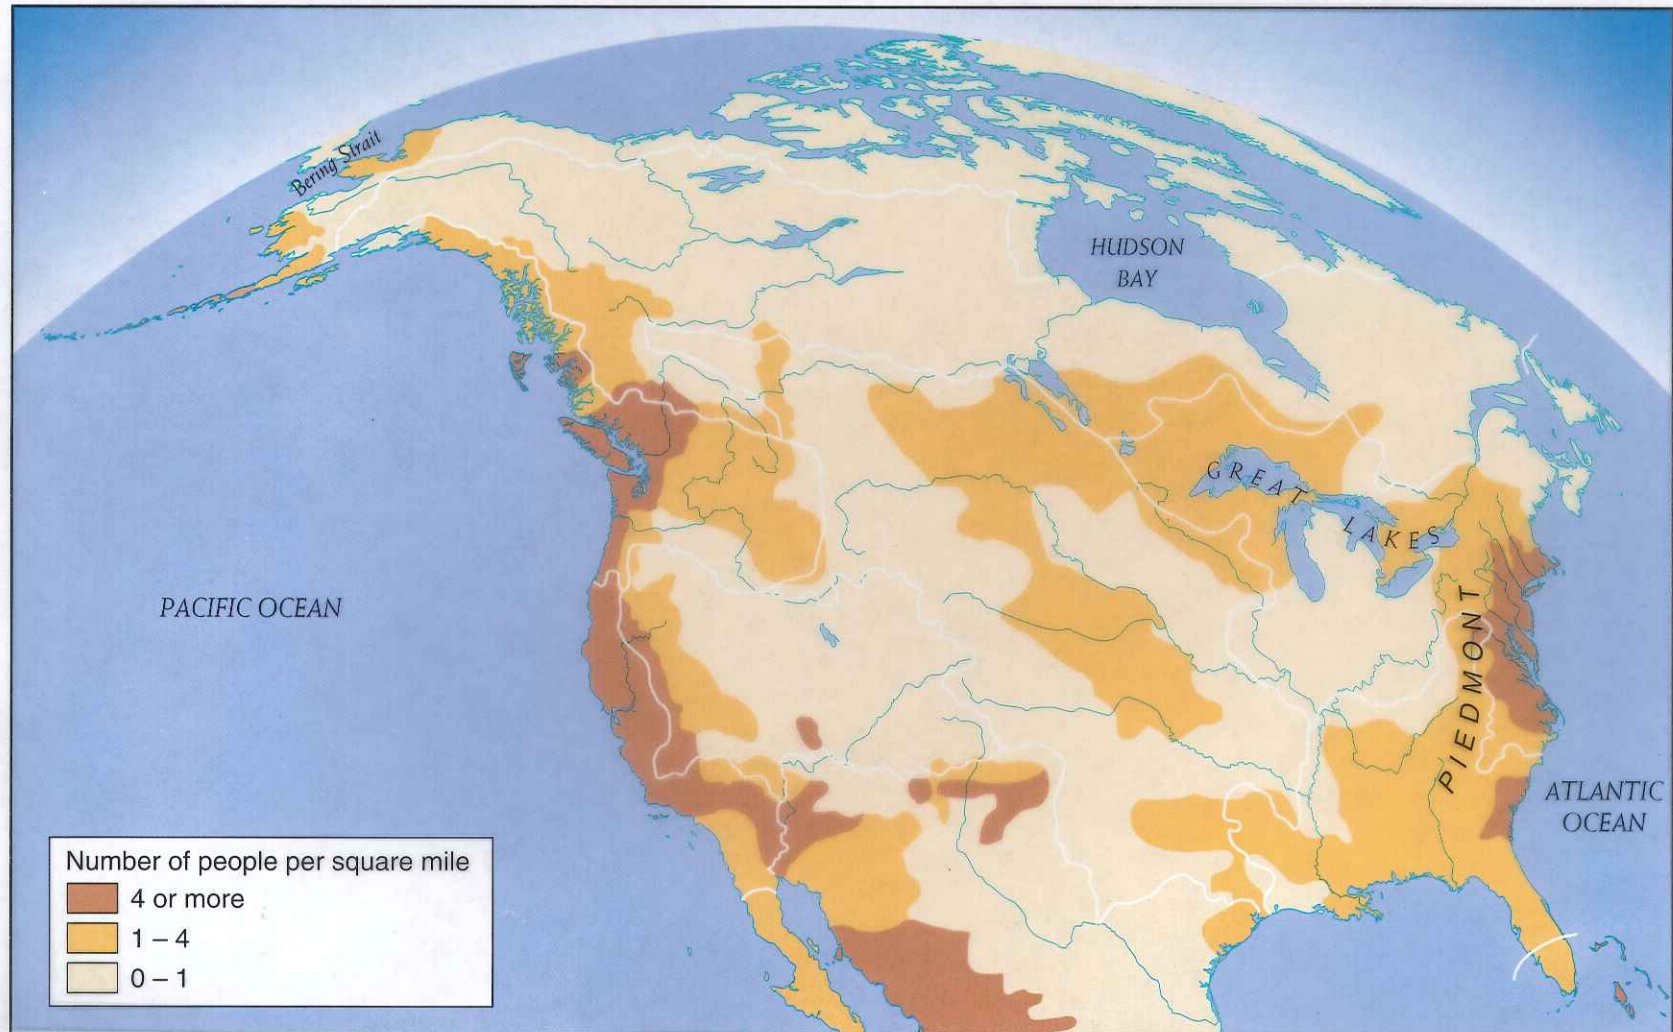 Bering Strait
HUDSON
BAY
GREAT
LAKES
PACIFIC OCEAN
PIEDMONT
ATLANTIC
OCEAN
Number of people per square mile
4 or more
1 – 4
0 – 1